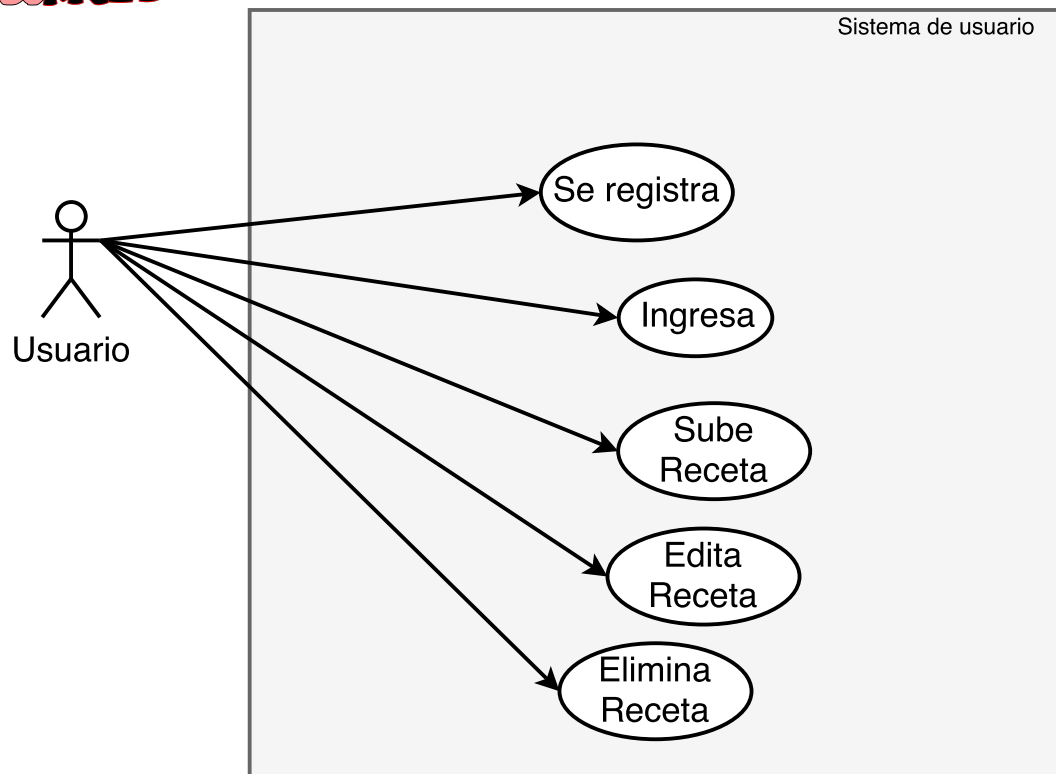 Sistema de usuario
Se registra
Usuario
Ingresa
Sube
Receta
Edita
Receta
Elimina
Receta